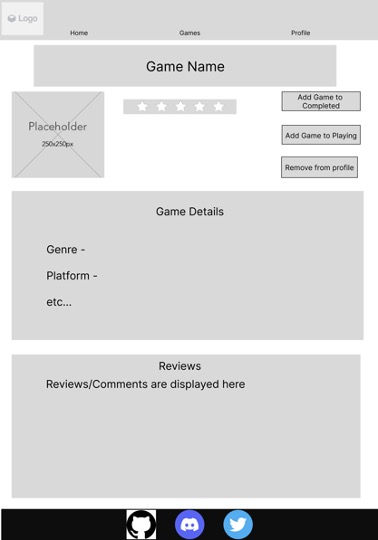 Logo
Home Games Profile
Game Name
Placeholder
250x250px
Add Game to
Completed
Add Game to Playing
Remove from profile
Game Details
Genre -
Platform -
etc...
Reviews
Reviews/Comments are displayed here